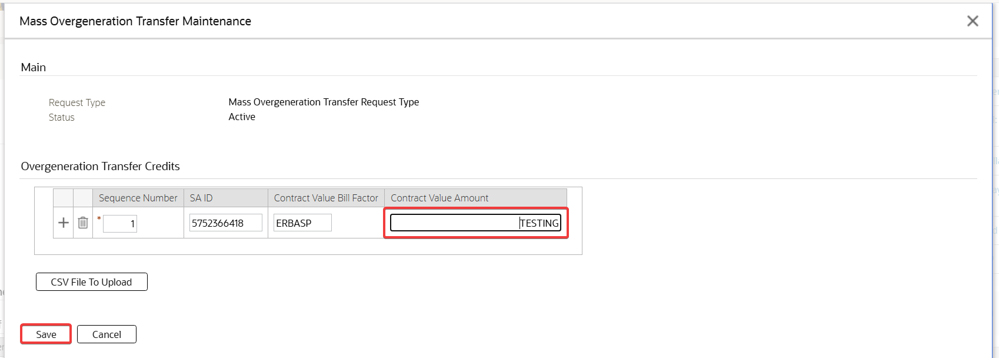 Mass Overgeneration Transfer Maintenance
Main
Request Type Mass Overgeneration Transfer Request Type
Status Active
Overgeneration Transfer Credits
Sequence Number SA ID Contract Value Bill Factor Contract Value Amount
* 1 5752366418 ERBASP TESTING
CSV File To Upload
Save Cancel